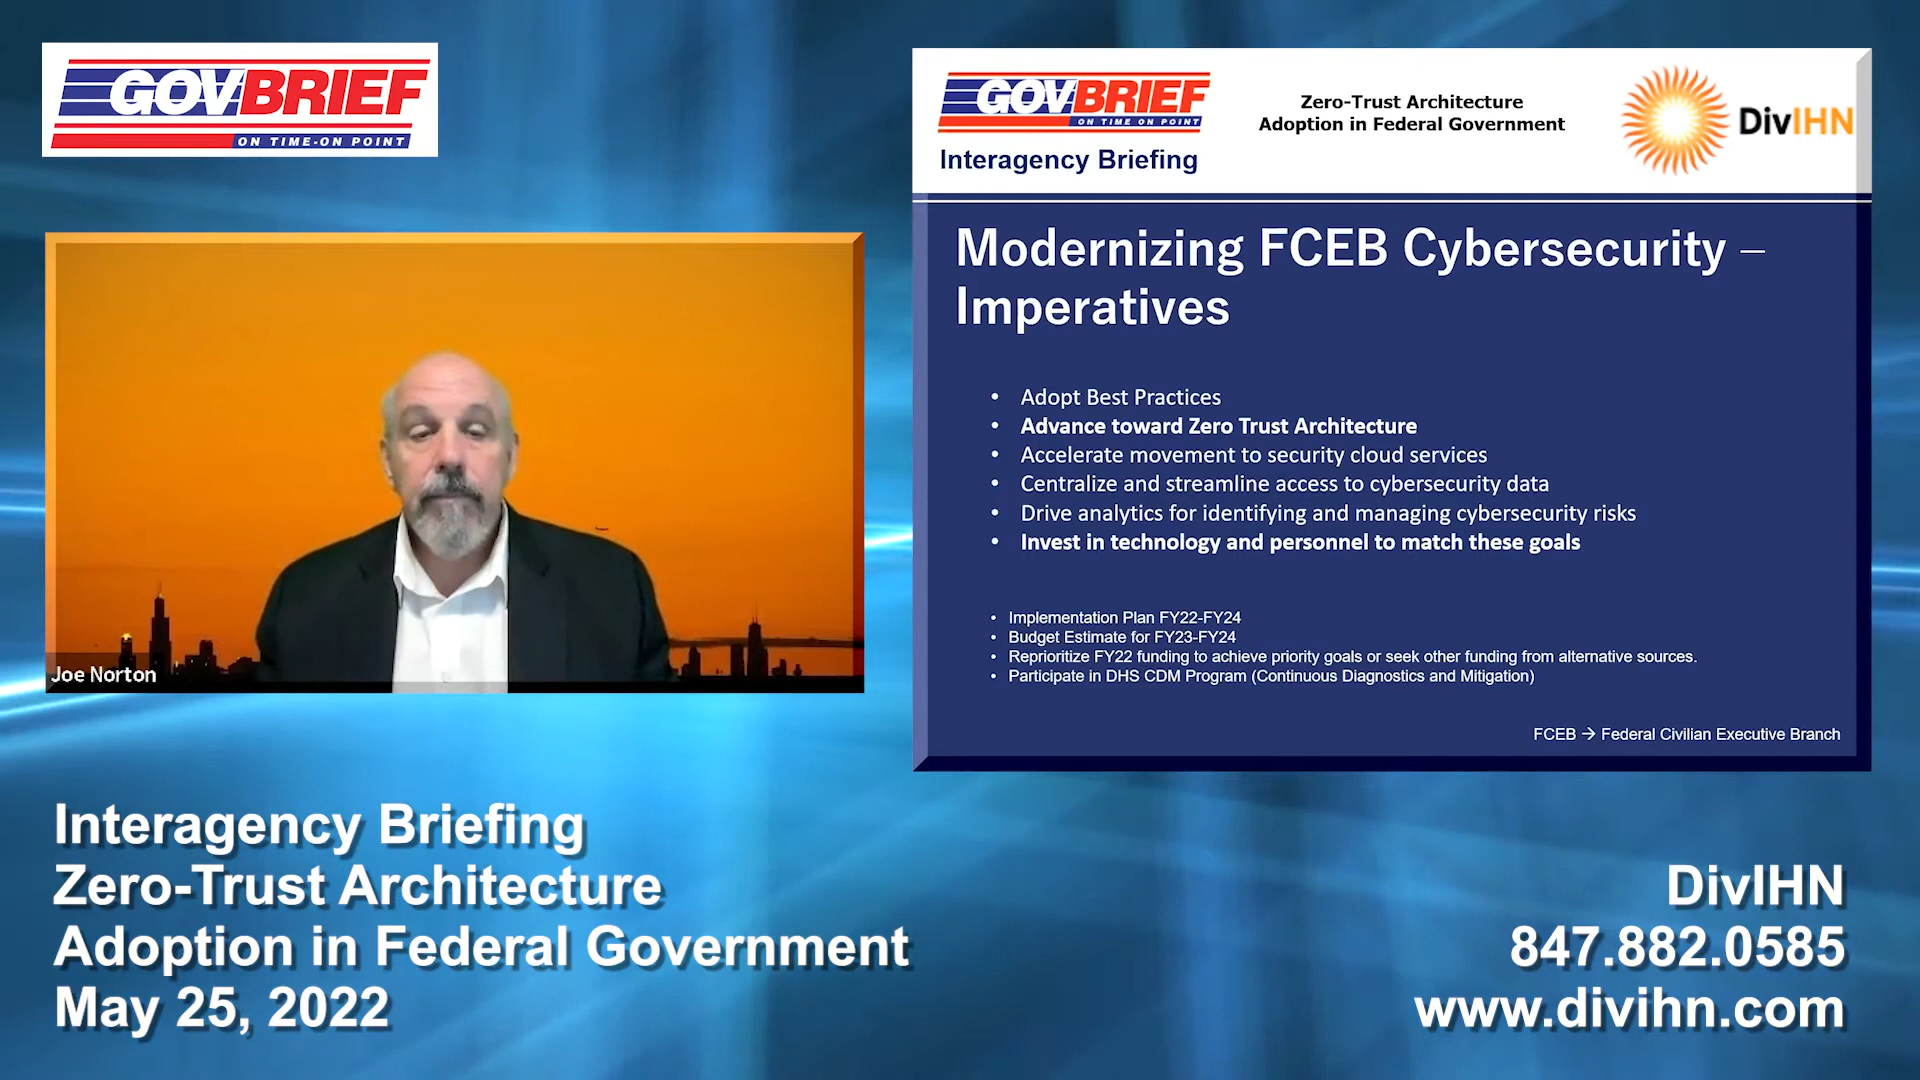 GOVBRIEF
ON TIME-ON POINT
Joe Norton
Interagency Briefing
Zero-Trust Architecture
Adoption in Federal Government
May 25, 2022
GOVBRIEF
ON TIME ON POINT
Interagency Briefing
Zero-Trust Architecture
Adoption in Federal Government
DivIHN
Modernizing FCEB Cybersecurity –
Imperatives
• Adopt Best Practices
• Advance toward Zero Trust Architecture
• Accelerate movement to security cloud services
• Centralize and streamline access to cybersecurity data
• Drive analytics for identifying and managing cybersecurity risks
• Invest in technology and personnel to match these goals
• Implementation Plan FY22-FY24
• Budget Estimate for FY23-FY24
• Reprioritize FY22 funding to achieve priority goals or seek other funding from alternative sources.
• Participate in DHS CDM Program (Continuous Diagnostics and Mitigation)
FCEB → Federal Civilian Executive Branch
DivIHN
847.882.0585
www.divihn.com